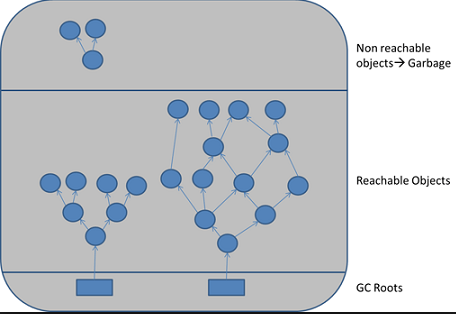 Non reachable
objects→ Garbage
Reachable Objects
GC Roots